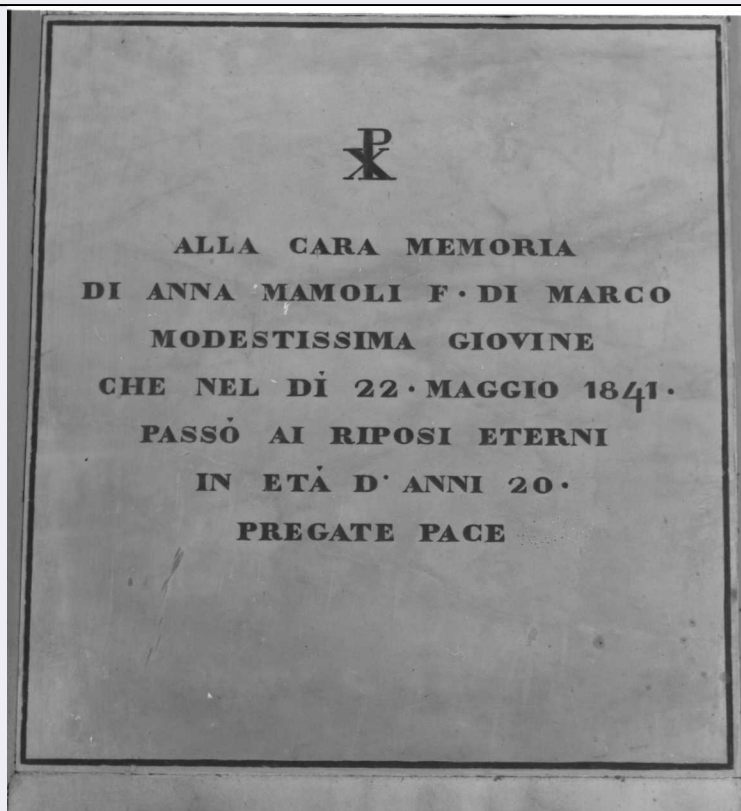 ☧
ALLA CARA MEMORIA
DI ANNA MAMOLI F· DI MARCO
MODESTISSIMA GIOVINE
CHE NEL DÌ 22· MAGGIO 1841·
PASSÒ AI RIPOSI ETERNI
IN ETÀ D' ANNI 20·
PREGATE PACE